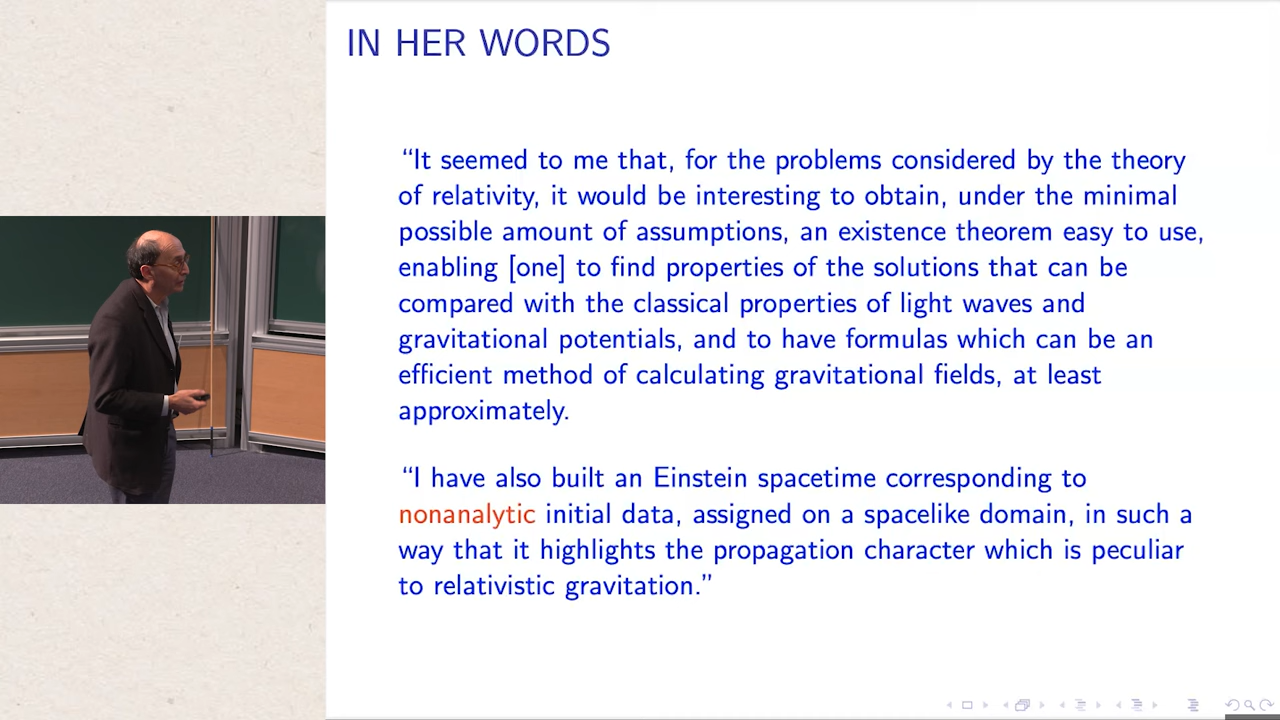 IN HER WORDS
“It seemed to me that, for the problems considered by the theory
of relativity, it would be interesting to obtain, under the minimal
possible amount of assumptions, an existence theorem easy to use,
enabling [one] to find properties of the solutions that can be
compared with the classical properties of light waves and
gravitational potentials, and to have formulas which can be an
efficient method of calculating gravitational fields, at least
approximately.
“I have also built an Einstein spacetime corresponding to
nonanalytic initial data, assigned on a spacelike domain, in such a
way that it highlights the propagation character which is peculiar
to relativistic gravitation.”